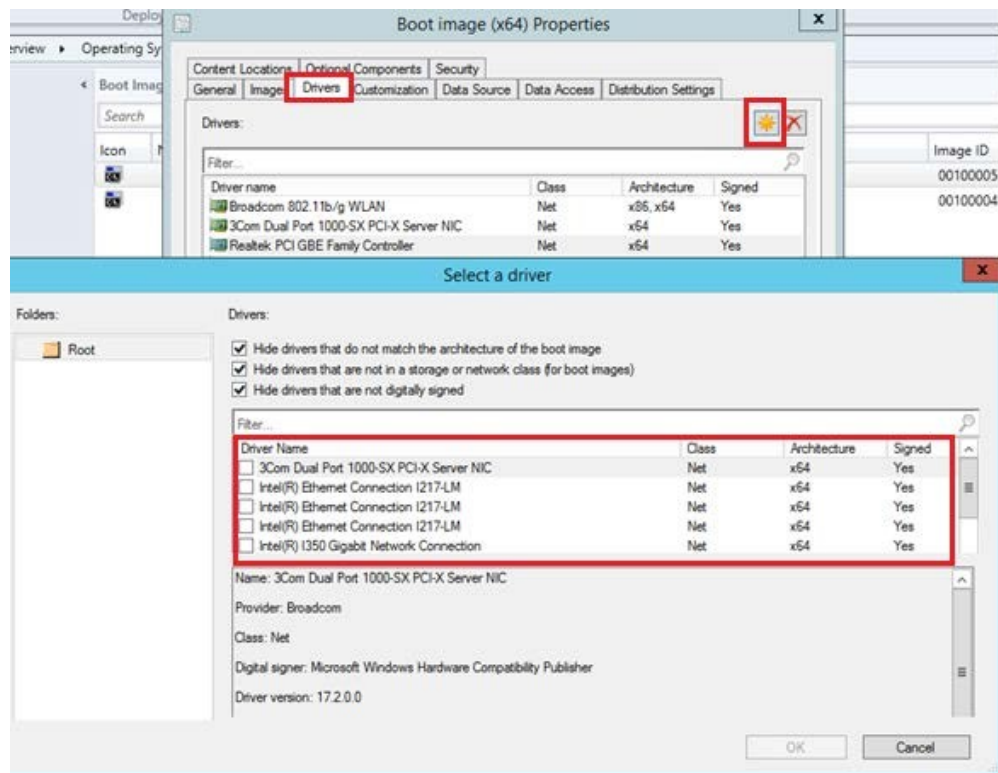 Deploy
Boot image (x64) Properties
x
rview ▸ Operating Sy
Boot Imag
Search
Icon
Image ID
00100005
00100004
Content Locations Optional Components Security
General Image Drivers Customization Data Source Data Access Distribution Settings
Drivers:
Filter...
Driver name Class Architecture Signed
Broadcom 802.11b/g WLAN Net x86, x64 Yes
3Com Dual Port 1000-SX PCI-X Server NIC Net x64 Yes
Realtek PCI GBE Family Controller Net x64 Yes
Select a driver
x
Folders:
Root
Drivers:
Hide drivers that do not match the architecture of the boot image
Hide drivers that are not in a storage or network class (for boot images)
Hide drivers that are not digitally signed
Filter...
Driver Name Class Architecture Signed
3Com Dual Port 1000-SX PCI-X Server NIC Net x64 Yes
Intel(R) Ethernet Connection I217-LM Net x64 Yes
Intel(R) Ethernet Connection I217-LM Net x64 Yes
Intel(R) Ethernet Connection I217-LM Net x64 Yes
Intel(R) I350 Gigabit Network Connection Net x64 Yes
Name: 3Com Dual Port 1000-SX PCI-X Server NIC
Provider: Broadcom
Class: Net
Digital signer: Microsoft Windows Hardware Compatibility Publisher
Driver version: 17.2.0.0
OK Cancel